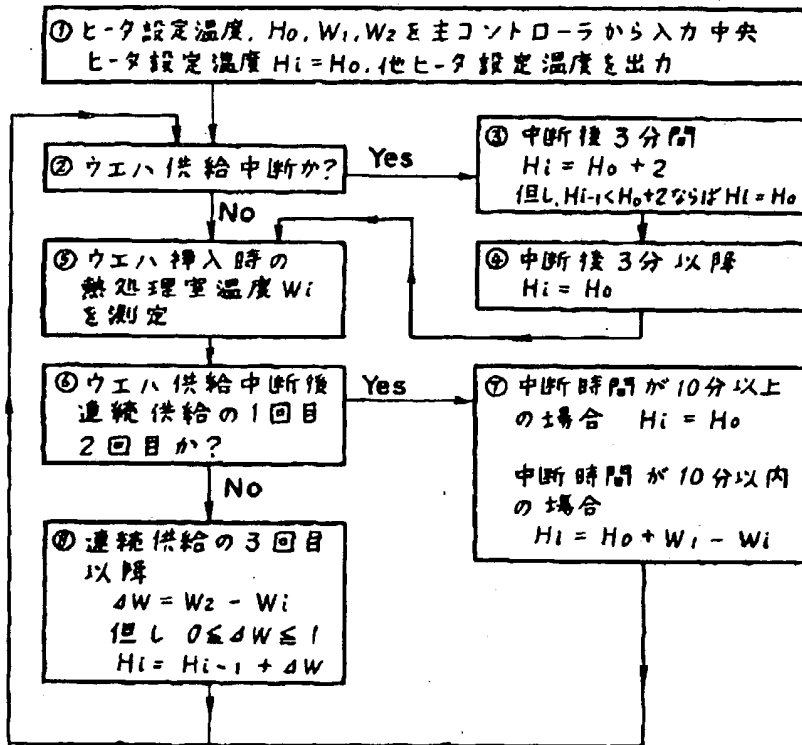 ① ヒータ設定温度, Ho, W₁, W₂ を主コントローラから入力 中央
ヒータ設定温度 Hi = Ho, 他ヒータ設定温度を出力
② ウエハ供給中断か?
Yes
No
③ 中断後3分間
Hi = Ho + 2
但し, Hi-1 < Ho+2 ならば Hi = Ho
④ 中断後3分以降
Hi = Ho
⑤ ウエハ挿入時の
熱処理室温度 Wi
を測定
⑥ ウエハ供給中断後
連続供給の1回目
2回目か?
Yes
No
⑦ 中断時間が10分以上
の場合 Hi = Ho
中断時間が10分以内
の場合
Hi = Ho + W₁ - Wi
⑧ 連続供給の3回目
以降
ΔW = W₂ - Wi
但し 0 ≦ ΔW ≦ 1
Hi = Hi-1 + ΔW